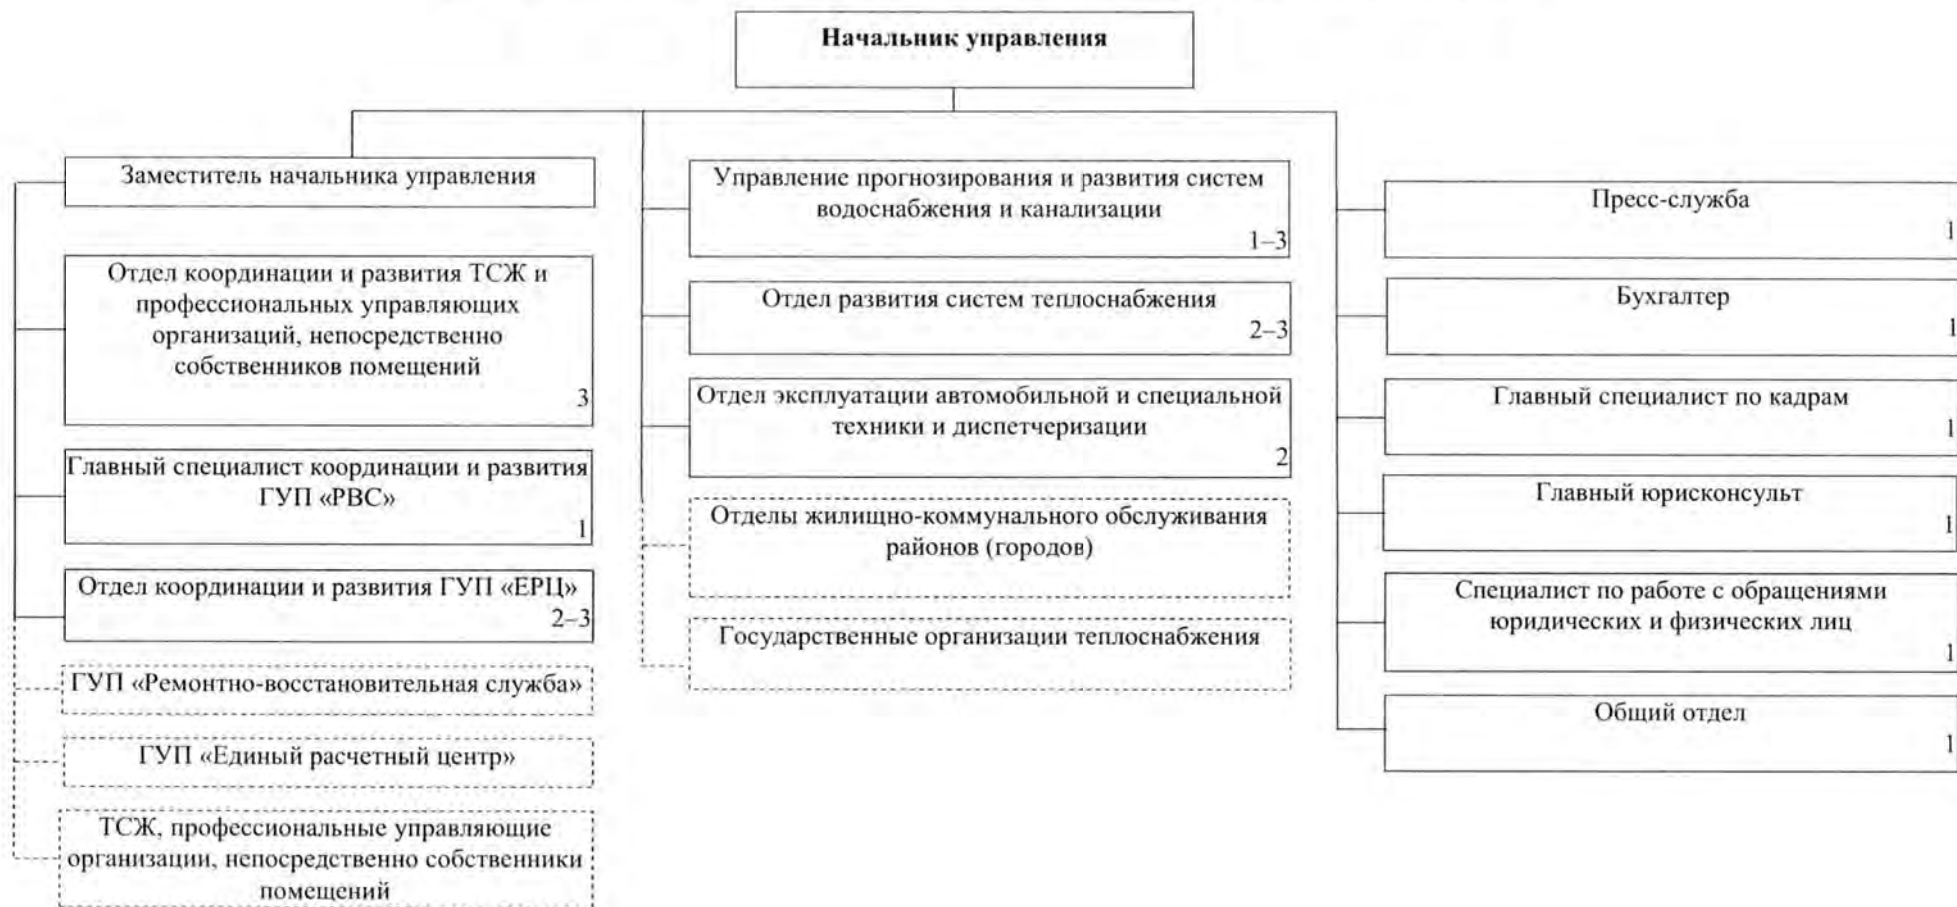 Начальник управления
Заместитель начальника управления
Отдел координации и развития ТСЖ и
профессиональных управляющих
организаций, непосредственно
собственников помещений
3
Главный специалист координации и развития
ГУП «РВС»
1
Отдел координации и развития ГУП «ЕРЦ»
2–3
ГУП «Ремонтно-восстановительная служба»
ГУП «Единый расчетный центр»
ТСЖ, профессиональные управляющие
организации, непосредственно собственники
помещений
Управление прогнозирования и развития систем
водоснабжения и канализации
1–3
Отдел развития систем теплоснабжения
2–3
Отдел эксплуатации автомобильной и специальной
техники и диспетчеризации
2
Отделы жилищно-коммунального обслуживания
районов (городов)
Государственные организации теплоснабжения
Пресс-служба
1
Бухгалтер
1
Главный специалист по кадрам
1
Главный юрисконсульт
1
Специалист по работе с обращениями
юридических и физических лиц
1
Общий отдел
1